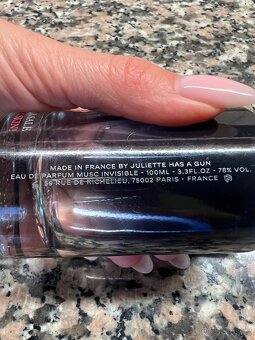 MADE IN FRANCE BY JULIETTE HAS A GUN
EAU DE PARFUM MUSC INVISIBLE - 100ML - 3.3FL.OZ - 78% VOL.
59 RUE DE RICHELIEU, 75002 PARIS - FRANCE